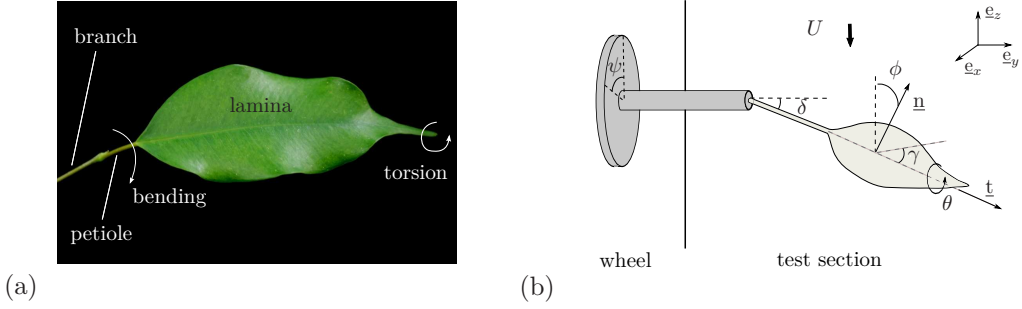 branch
lamina
torsion
bending
petiole
(a)
U
e_z
e_y
e_x
ψ
ϕ
n
δ
γ
t
θ
wheel
test section
(b)